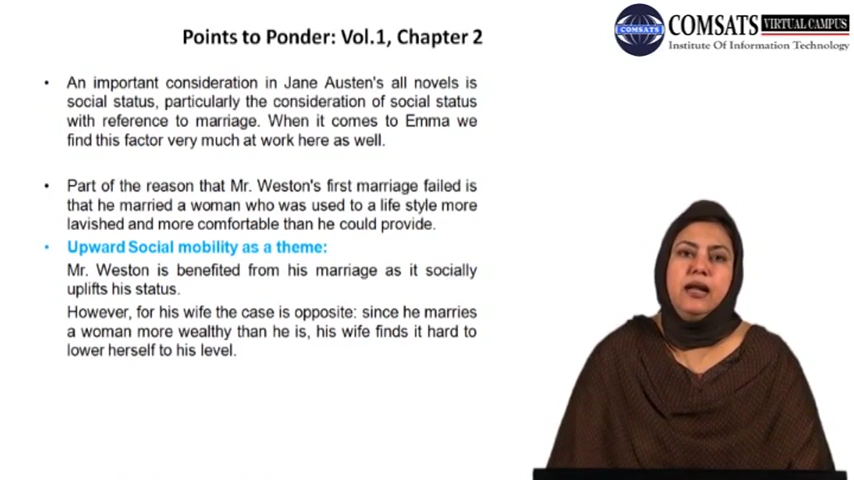 Points to Ponder: Vol.1, Chapter 2
COMSATS
COMSATS VIRTUAL CAMPUS
Institute Of Information Technology
• An important consideration in Jane Austen's all novels is
social status, particularly the consideration of social status
with reference to marriage. When it comes to Emma we
find this factor very much at work here as well.
• Part of the reason that Mr. Weston's first marriage failed is
that he married a woman who was used to a life style more
lavished and more comfortable than he could provide.
• Upward Social mobility as a theme:
Mr. Weston is benefited from his marriage as it socially
uplifts his status.
However, for his wife the case is opposite: since he marries
a woman more wealthy than he is, his wife finds it hard to
lower herself to his level.